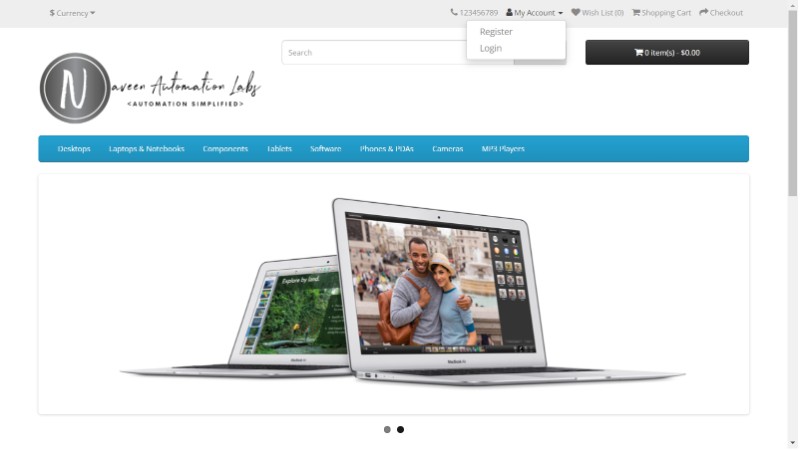 $ Currency
123456789
My Account
Wish List (0)
Shopping Cart
Checkout
Register
Login
Naveen Automation Labs
<AUTOMATION SIMPLIFIED>
Search
0 item(s) - $0.00
Desktops
Laptops & Notebooks
Components
Tablets
Software
Phones & PDAs
Cameras
MP3 Players
Explore by land.
MacBook Air
MacBook Air